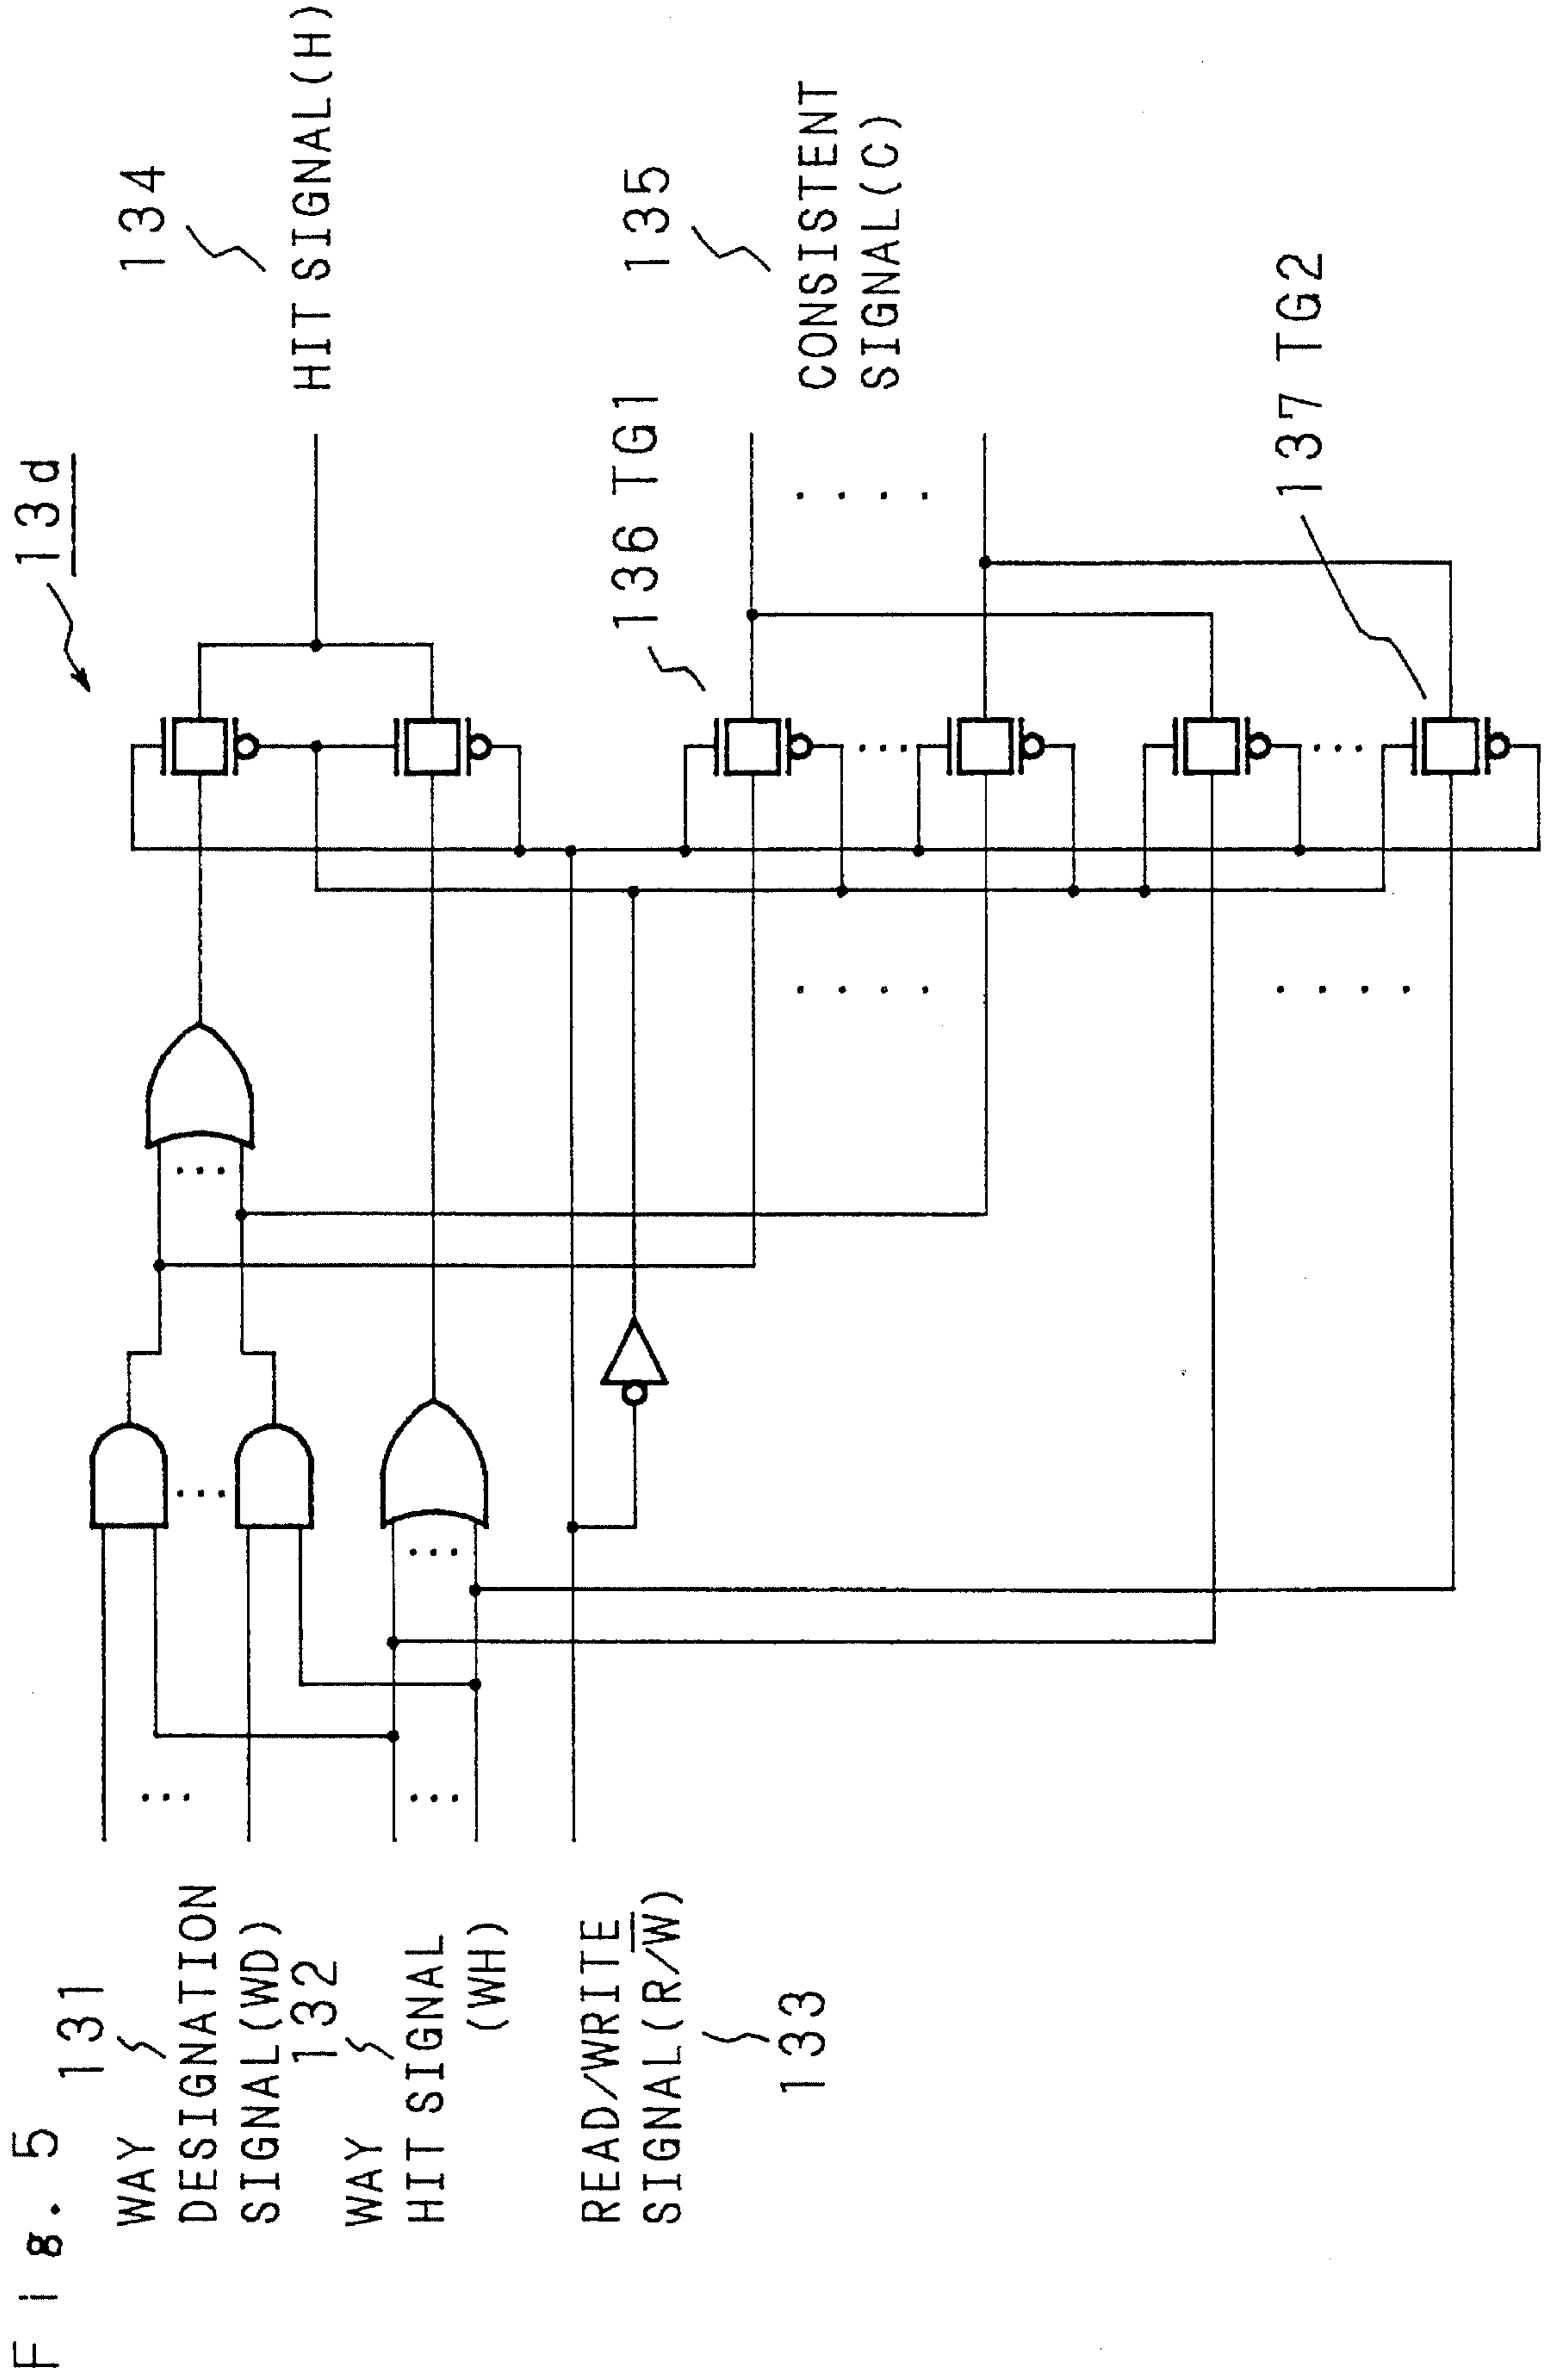 Fig. 5
131
WAY
DESIGNATION
SIGNAL(WD)
132
WAY
HIT SIGNAL
(WH)
READ/WRITE
SIGNAL(R/W̅)
133
13d
134
HIT SIGNAL(H)
136 TG1
135
CONSISTENT
SIGNAL(C)
137 TG2